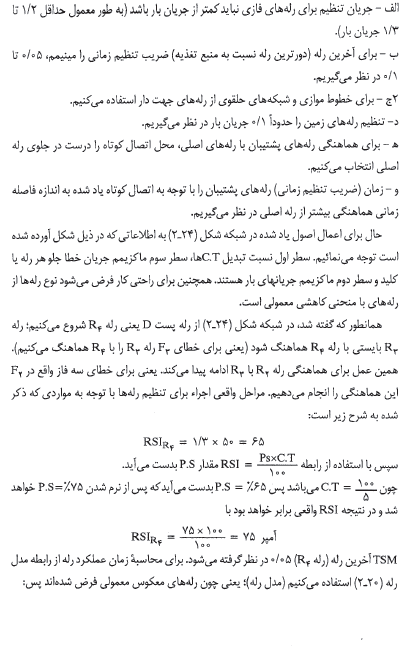 الف – جریان تنظیم برای رله‌های فازی نباید کمتر از جریان بار باشد (به طور معمول حداقل ۱/۲ تا
۱/۳ جریان بار).
ب – برای آخرین رله (دورترین رله نسبت به منبع تغذیه) ضریب تنظیم زمانی را مینیمم، ۰/۰۵ تا
۰/۱ در نظر می‌گیریم.
ج۲ – برای خطوط موازی و شبکه‌های حلقوی از رله‌های جهت دار استفاده می‌کنیم.
د– تنظیم رله‌های زمین را حدوداً ۰/۱ جریان بار در نظر می‌گیریم.
ه – برای هماهنگی رله‌های پشتیبان با رله‌های اصلی، محل اتصال کوتاه را درست در جلوی رله
اصلی انتخاب می‌کنیم.
و – زمان (ضریب تنظیم زمانی) رله‌های پشتیبان را با توجه به اتصال کوتاه یاد شده به اندازه فاصله
زمانی هماهنگی بیشتر از رله اصلی در نظر می‌گیریم.
حال برای اعمال اصول یاد شده در شبکه شکل (۲۴–۲) به اطلاعاتی که در ذیل شکل آورده شده
است توجه می‌نمائیم. سطر اول نسبت تبدیل C.Tها، سطر سوم ماکزیمم جریان خطا جلو هر رله یا
کلید و سطر دوم ماکزیمم جریانهای بار هستند. همچنین برای راحتی کار فرض می‌شود نوع رله‌ها از
رله‌های با منحنی کاهشی معمولی است.
همانطور که گفته شد، در شبکه شکل (۲۴–۲) از رله پست D یعنی رله R۴ شروع می‌کنیم؛ رله
R۳ بایستی با رله R۴ هماهنگ شود (یعنی برای خطای F۳ رله R۳ را با R۴ هماهنگ می‌کنیم).
همین عمل برای هماهنگی رله R۲ با R۳ ادامه پیدا می‌کند. یعنی برای خطای سه فاز واقع در F۲
این هماهنگی را انجام می‌دهیم. مراحل واقعی اجراء برای تنظیم رله‌ها با توجه به مواردی که ذکر
شده به شرح زیر است:
RSI R۴ = ۱/۳ × ۵۰ = ۶۵
سپس با استفاده از رابطه RSI = Ps×C.T / ۱۰۰ مقدار P.S بدست می‌آید.
چون C.T = ۱۰۰ / ۵ می‌باشد پس P.S = ٪۶۵ بدست می‌آید که پس از نرم شدن P.S=٪۷۵ خواهد
شد و در نتیجه RSI واقعی برابر خواهد بود با
RSI R۴ = ۷۵ × ۱۰۰ / ۱۰۰ = ۷۵ آمپر
TSM آخرین رله (رله R۴) ۰/۰۵ در نظر گرفته می‌شود. برای محاسبهٔ زمان عملکرد رله از رابطه مدل
رله (۲۰–۲) استفاده می‌کنیم (مدل رله)؛ یعنی چون رله‌های معکوس معمولی فرض شده‌اند پس: